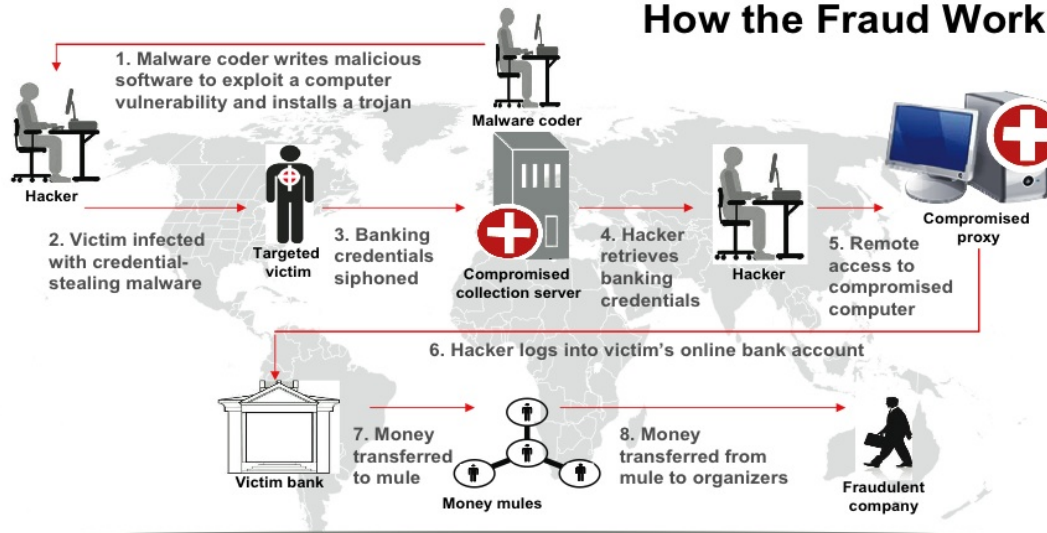 How the Fraud Work
1. Malware coder writes malicious
software to exploit a computer
vulnerability and installs a trojan
Malware coder
Hacker
2. Victim infected
with credential-
stealing malware
Targeted
victim
3. Banking
credentials
siphoned
Compromised
collection server
4. Hacker
retrieves
banking
credentials
Hacker
5. Remote
access to
compromised
computer
Compromised
proxy
6. Hacker logs into victim's online bank account
Victim bank
7. Money
transferred
to mule
Money mules
8. Money
transferred from
mule to organizers
Fraudulent
company